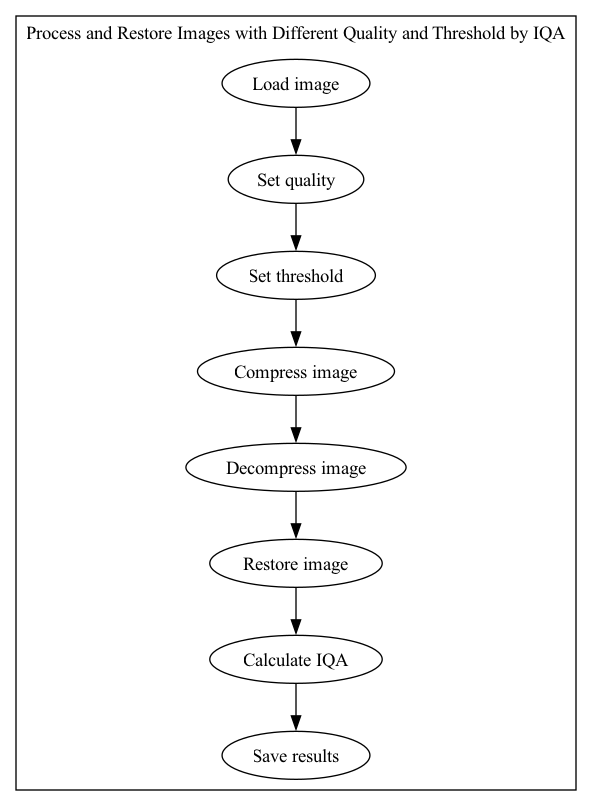 Process and Restore Images with Different Quality and Threshold by IQA
Load image
Set quality
Set threshold
Compress image
Decompress image
Restore image
Calculate IQA
Save results